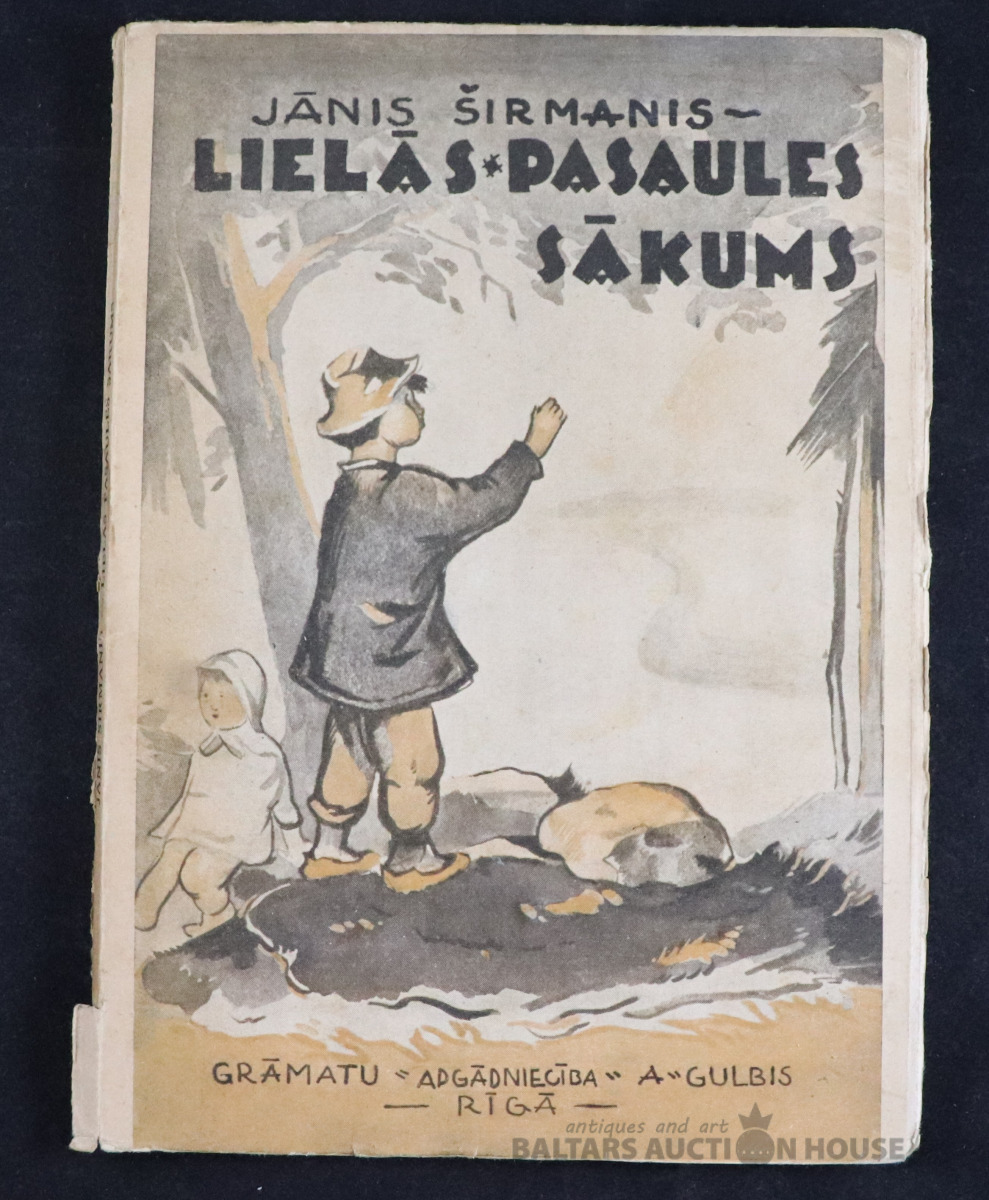 JĀNIS ŠIRMANIS~
LIELĀS*PASAULES
SĀKUMS
GRĀMATU "APGĀDNIECĪBA" A"GULBIS
— RĪGĀ —
antiques and art
BALTARS AUCTION HOUSE